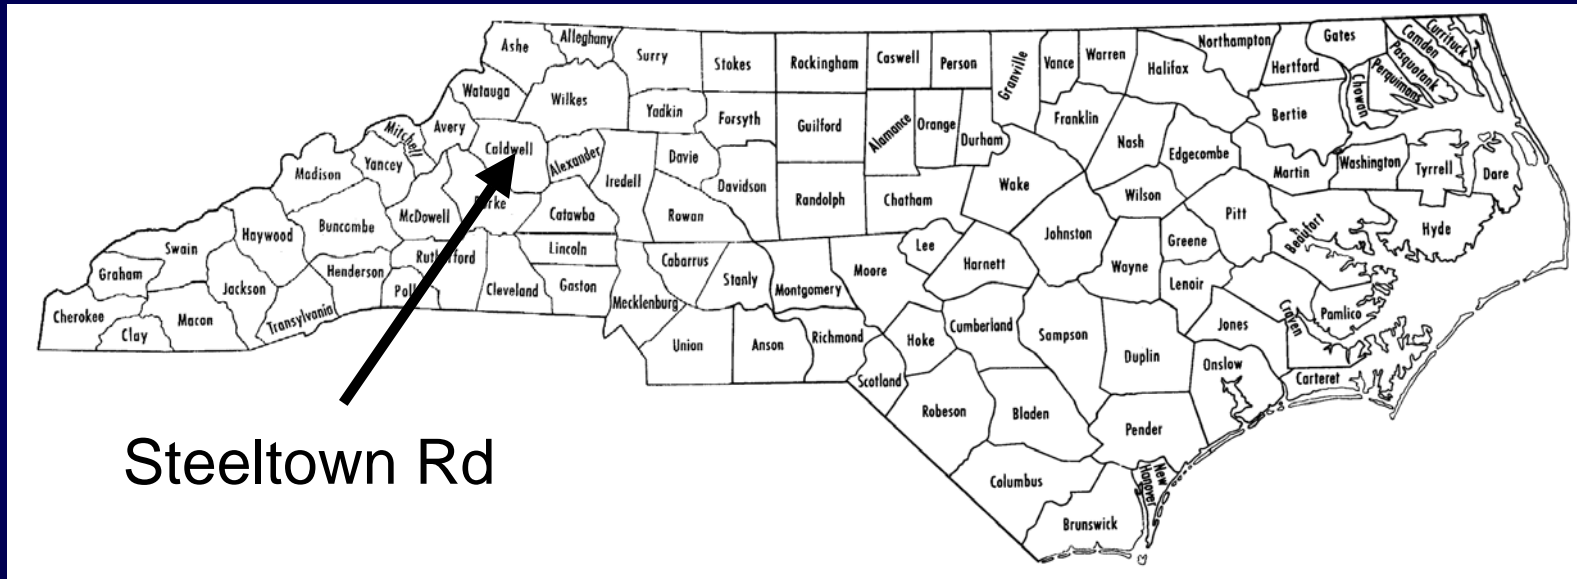 Ashe
Alleghany
Surry
Stokes
Rockingham
Caswell
Person
Granville
Vance
Warren
Northampton
Halifax
Hertford
Gates
Currituck
Camden
Pasquotank
Perquimans
Chowan
Watauga
Wilkes
Yadkin
Forsyth
Guilford
Alamance
Orange
Durham
Franklin
Nash
Edgecombe
Bertie
Mitchell
Avery
Caldwell
Alexander
Iredell
Davie
Davidson
Randolph
Chatham
Wake
Wilson
Martin
Washington
Tyrrell
Dare
Madison
Yancey
McDowell
Catawba
Rowan
Johnston
Pitt
Greene
Beaufort
Hyde
Swain
Haywood
Buncombe
Lincoln
Cabarrus
Stanly
Montgomery
Moore
Lee
Harnett
Wayne
Lenoir
Graham
Jackson
Henderson
Cleveland
Gaston
Mecklenburg
Cherokee
Clay
Macon
Transylvania
Union
Anson
Richmond
Scotland
Hoke
Cumberland
Sampson
Duplin
Jones
Craven
Pamlico
Onslow
Carteret
Robeson
Bladen
Pender
Columbus
Brunswick
New
Hanover
Steeltown Rd